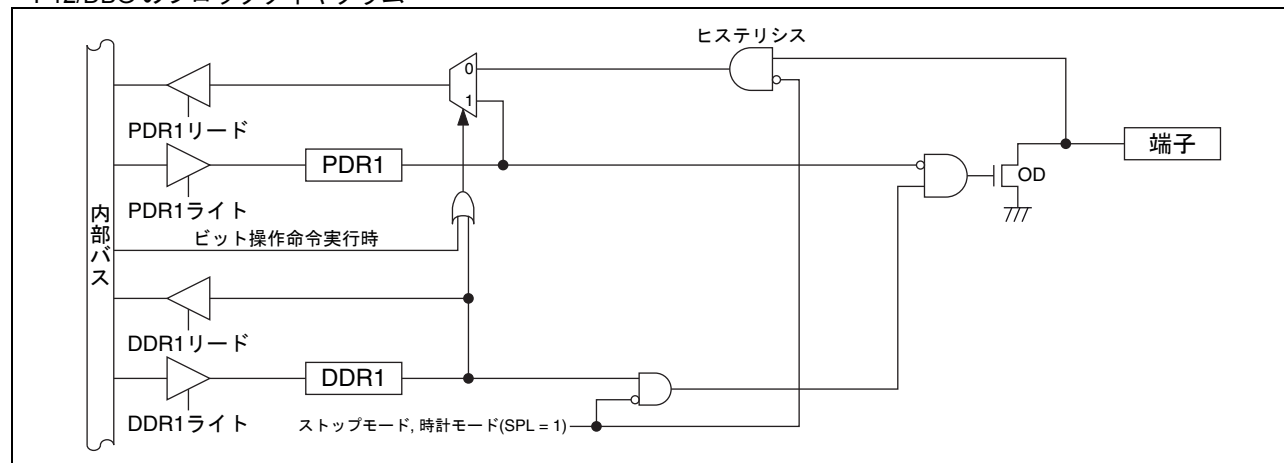 ヒステリシス
0
1
PDR1リード
PDR1
端子
OD
PDR1ライト
内部バス
ビット操作命令実行時
DDR1リード
DDR1
DDR1ライト
ストップモード, 時計モード(SPL = 1)